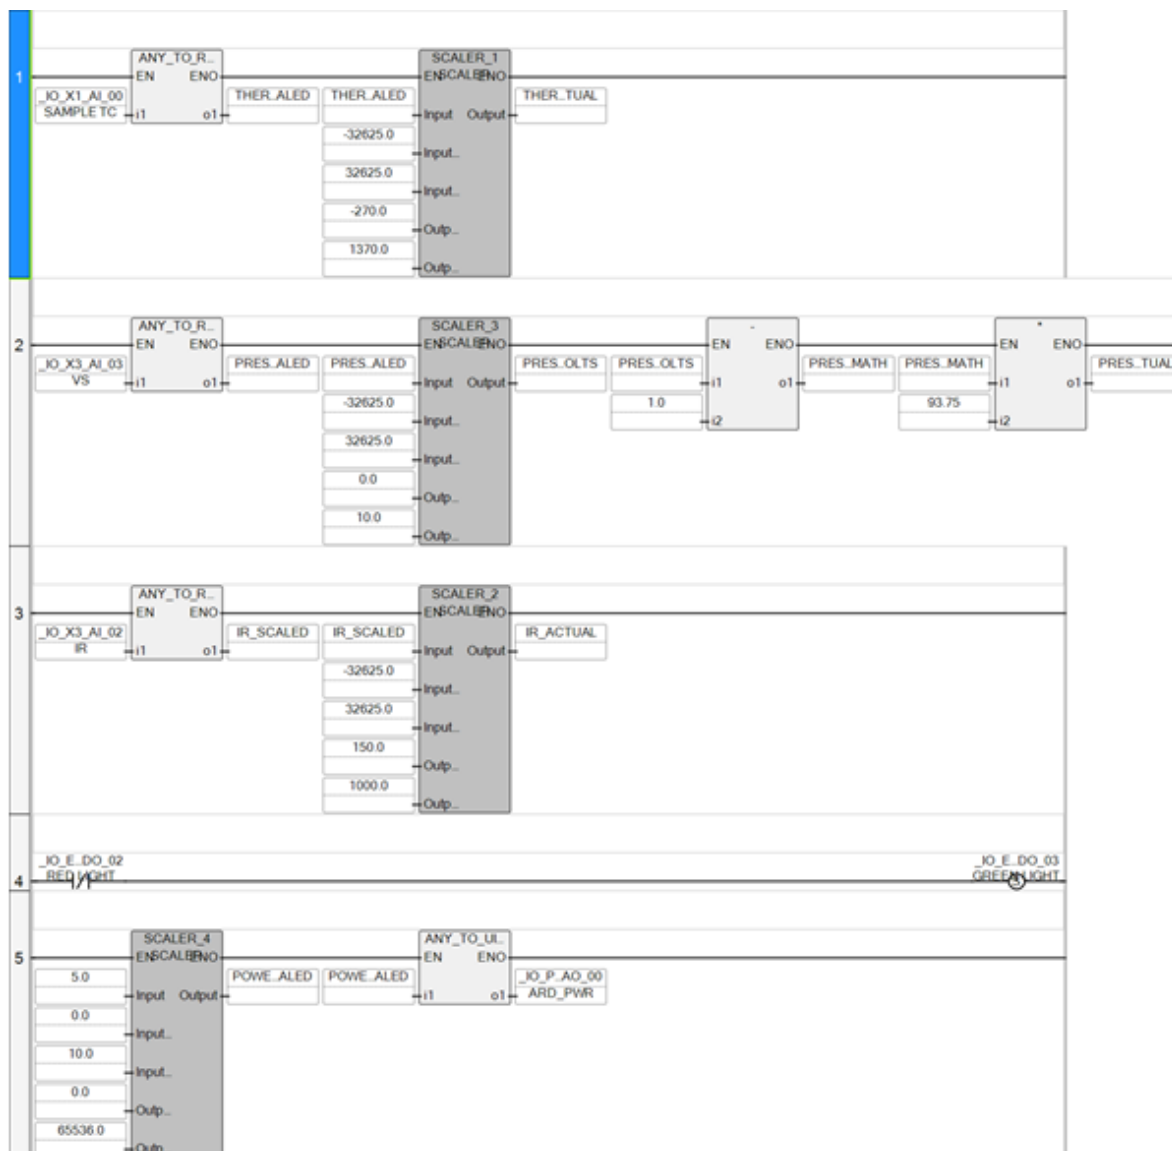 ANY_TO_R..
SCALER_1
1
EN ENO
EN SCALER ENO
_IO_X1_AI_00
SAMPLE TC
THER..ALED
THER..ALED
THER..TUAL
i1 o1
Input Output
-32625.0
Input..
32625.0
Input..
-270.0
Outp..
1370.0
Outp..
ANY_TO_R..
SCALER_3
-
*
2
EN ENO
EN SCALER ENO
EN ENO
EN ENO
_IO_X3_AI_03
VS
PRES..ALED
PRES..ALED
PRES..OLTS
PRES..OLTS
PRES..MATH
PRES..MATH
PRES..TUAL
i1 o1
Input Output
i1 o1
i1 o1
-32625.0
1.0
93.75
Input..
i2
i2
32625.0
Input..
0.0
Outp..
10.0
Outp..
ANY_TO_R..
SCALER_2
3
EN ENO
EN SCALER ENO
_IO_X3_AI_02
IR
IR_SCALED
IR_SCALED
IR_ACTUAL
i1 o1
Input Output
-32625.0
Input..
32625.0
Input..
150.0
Outp..
1000.0
Outp..
_IO_E..DO_02
RED LIGHT
_IO_E..DO_03
GREEN LIGHT
4
SCALER_4
ANY_TO_UI..
5
EN SCALER ENO
EN ENO
5.0
POWE..ALED
POWE..ALED
_IO_P..AO_00
ARD_PWR
Input Output
i1 o1
0.0
Input..
10.0
Input..
0.0
Outp..
65536.0
Outp